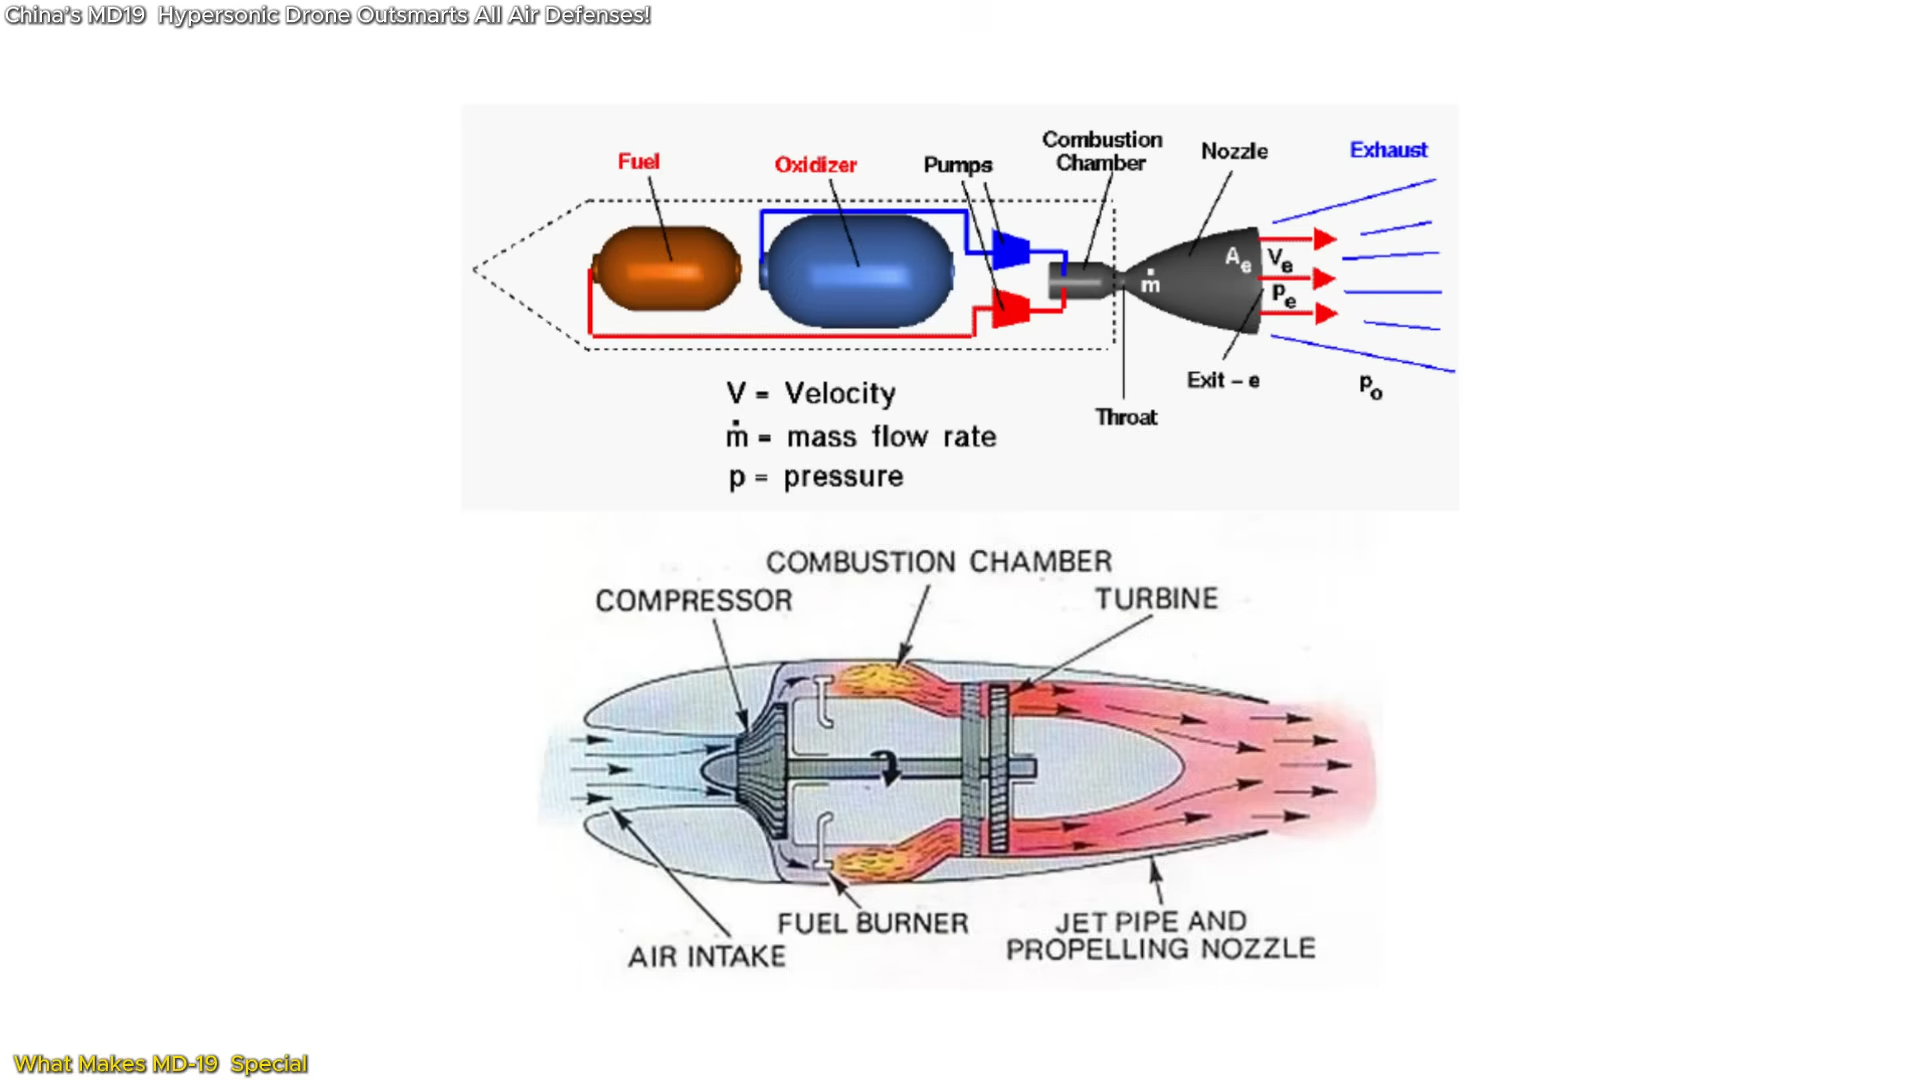 China's MD19 Hypersonic Drone Outsmarts All Air Defenses!
Combustion
Chamber
Nozzle
Exhaust
Fuel
Oxidizer
Pumps
Ae
Ve
ṁ
pe
Exit – e
po
Throat
V = Velocity
ṁ = mass flow rate
p = pressure
COMBUSTION CHAMBER
COMPRESSOR
TURBINE
FUEL BURNER
JET PIPE AND
PROPELLING NOZZLE
AIR INTAKE
What Makes MD-19 Special